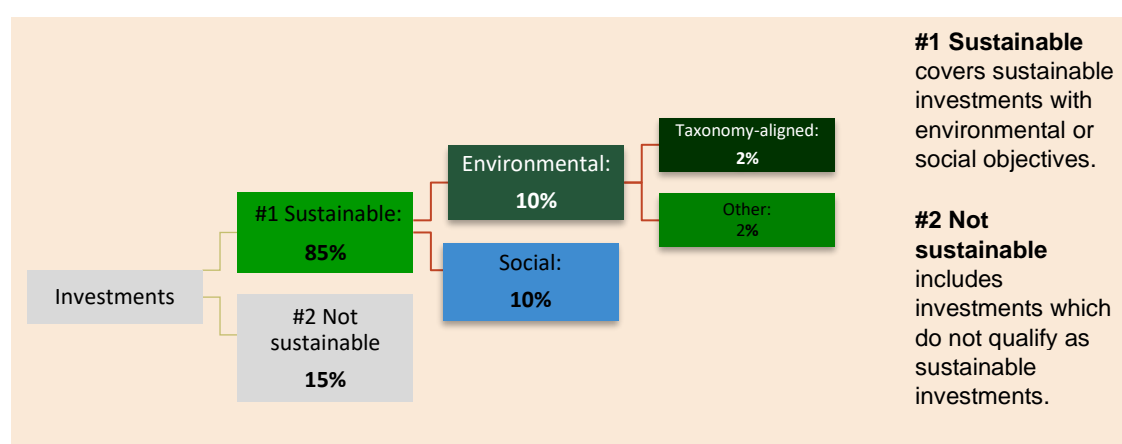 Investments
#1 Sustainable:
85%
#2 Not
sustainable
15%
Environmental:
10%
Social:
10%
Taxonomy-aligned:
2%
Other:
2%
#1 Sustainable
covers sustainable
investments with
environmental or
social objectives.
#2 Not
sustainable
includes
investments which
do not qualify as
sustainable
investments.